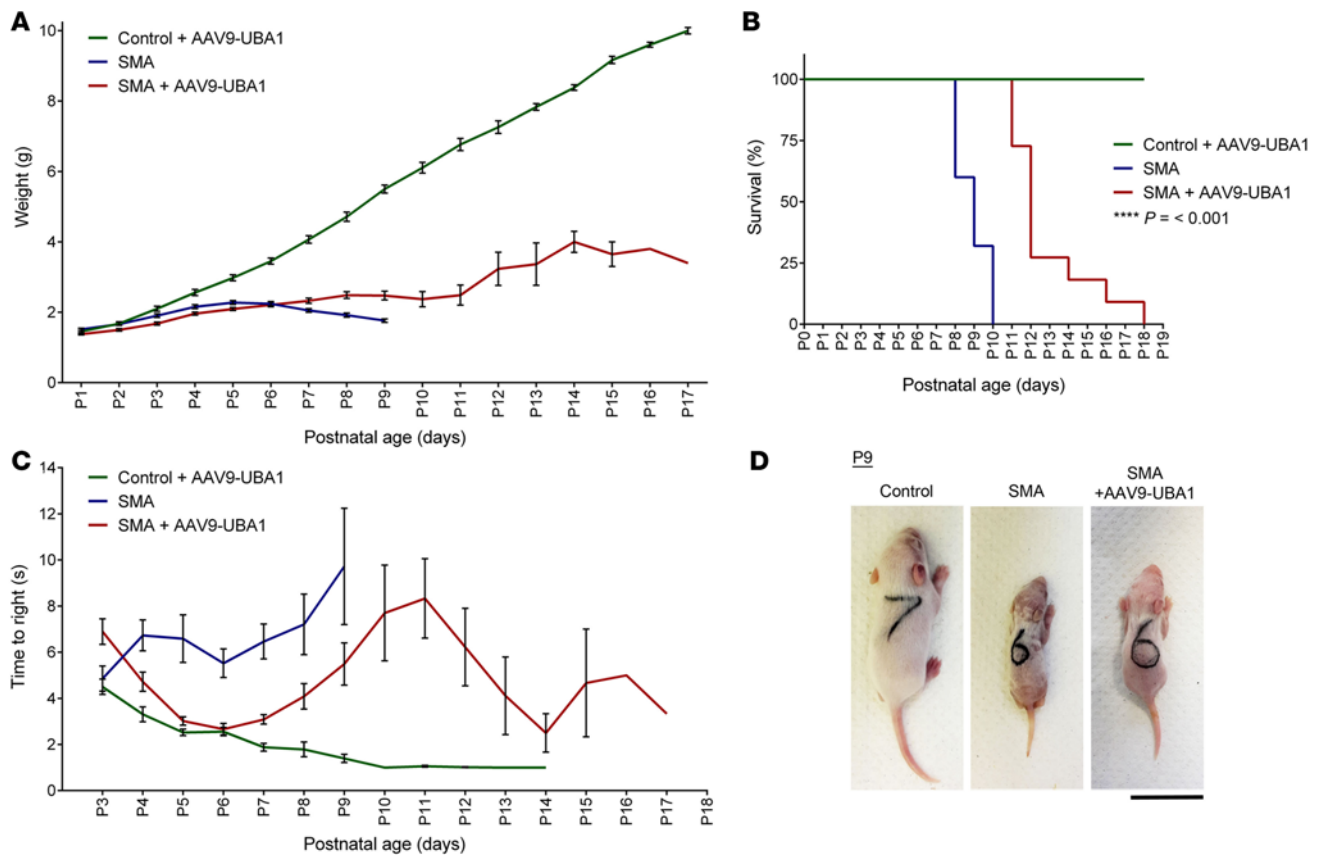 A
Control + AAV9-UBA1
SMA
SMA + AAV9-UBA1
Weight (g)
10
8
6
4
2
0
P1 P2 P3 P4 P5 P6 P7 P8 P9 P10 P11 P12 P13 P14 P15 P16 P17
Postnatal age (days)
B
Survival (%)
100
75
50
25
0
Control + AAV9-UBA1
SMA
SMA + AAV9-UBA1
**** P = < 0.001
P0 P1 P2 P3 P4 P5 P6 P7 P8 P9 P10 P11 P12 P13 P14 P15 P16 P17 P18 P19
Postnatal age (days)
C
Control + AAV9-UBA1
SMA
SMA + AAV9-UBA1
Time to right (s)
14
12
10
8
6
4
2
0
P3 P4 P5 P6 P7 P8 P9 P10 P11 P12 P13 P14 P15 P16 P17 P18
Postnatal age (days)
D
P9
Control
SMA
SMA
+AAV9-UBA1
7
6
6